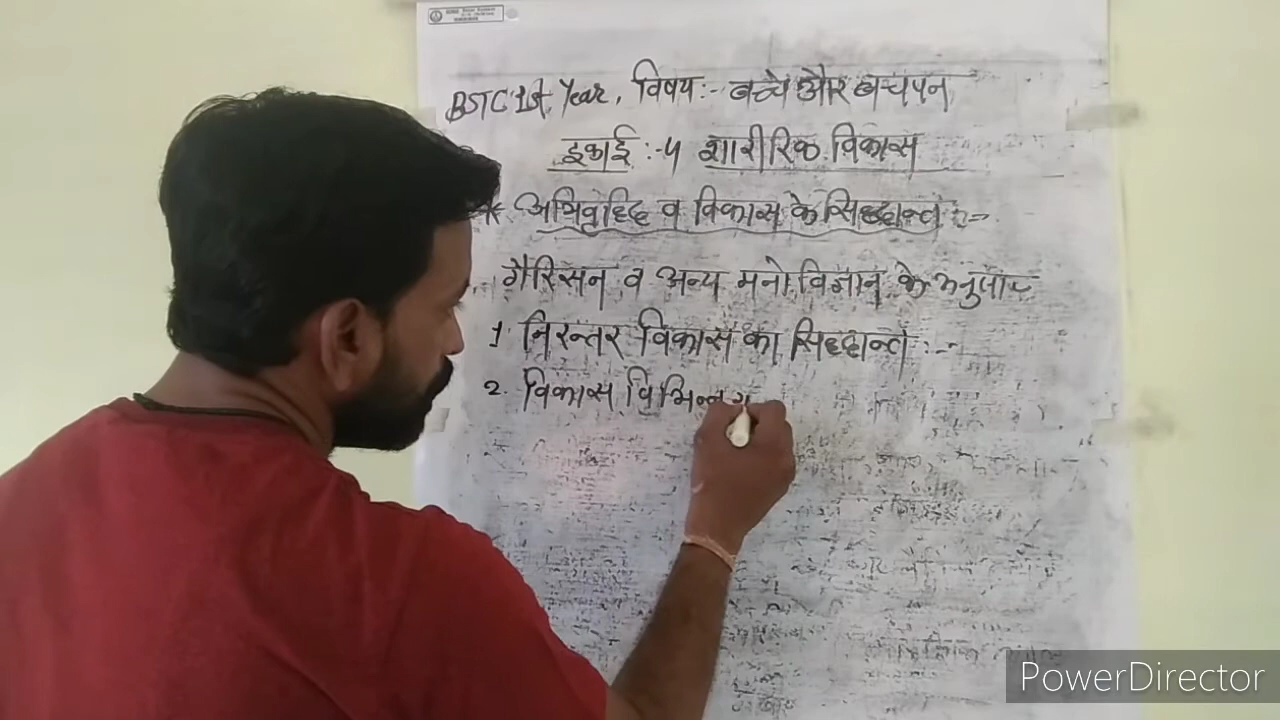 BSTC 1st Year, विषय:- बच्चे और बचपन
इकाई:-5 शारीरिक विकास
* अभिवृद्धि व विकास के सिद्धान्त :-
गैरिसन व अन्य मनोविज्ञान के अनुसार
1. निरन्तर विकास का सिद्धान्त :--
2. विकास विभिन्न
PowerDirector